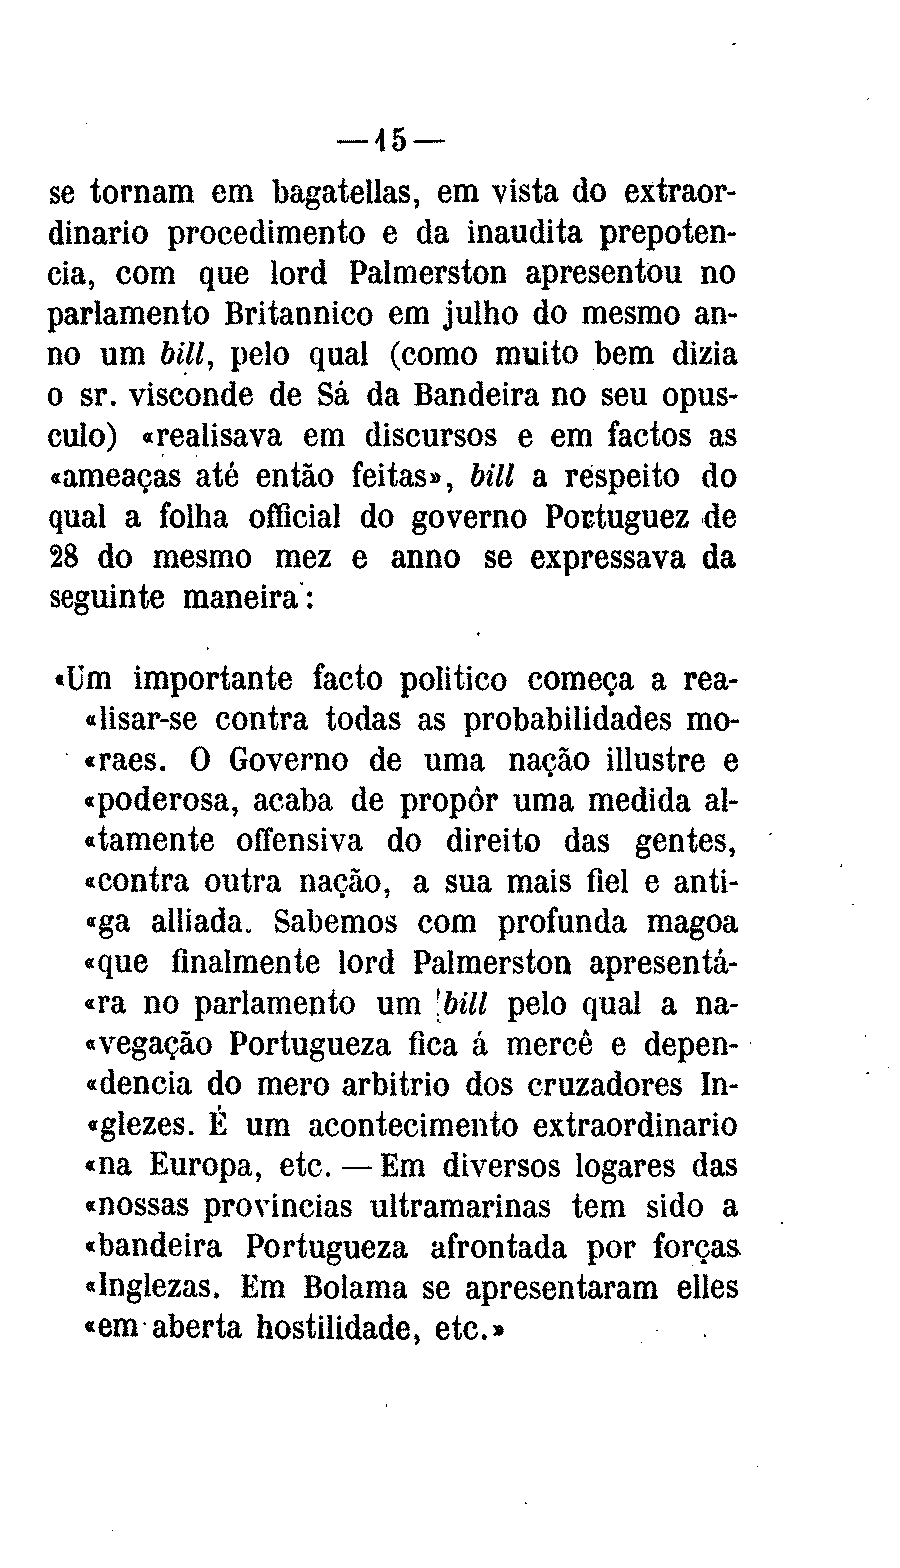 —15—
se tornam em bagatellas, em vista do extraor-
dinario procedimento e da inaudita prepoten-
cia, com que lord Palmerston apresentou no
parlamento Britannico em julho do mesmo an-
no um bill, pelo qual (como muito bem dizia
o sr. visconde de Sá da Bandeira no seu opus-
culo) «realisava em discursos e em factos as
«ameaças até então feitas», bill a respeito do
qual a folha official do governo Portuguez de
28 do mesmo mez e anno se expressava da
seguinte maneira:
«Um importante facto politico começa a rea-
«lisar-se contra todas as probabilidades mo-
«raes. O Governo de uma nação illustre e
«poderosa, acaba de propôr uma medida al-
«tamente offensiva do direito das gentes,
«contra outra nação, a sua mais fiel e anti-
«ga alliada. Sabemos com profunda magoa
«que finalmente lord Palmerston apresentá-
«ra no parlamento um bill pelo qual a na-
«vegação Portugueza fica á mercê e depen-
«dencia do mero arbitrio dos cruzadores In-
«glezes. É um acontecimento extraordinario
«na Europa, etc. — Em diversos logares das
«nossas provincias ultramarinas tem sido a
«bandeira Portugueza afrontada por forças
«Inglezas. Em Bolama se apresentaram elles
«em aberta hostilidade, etc.»